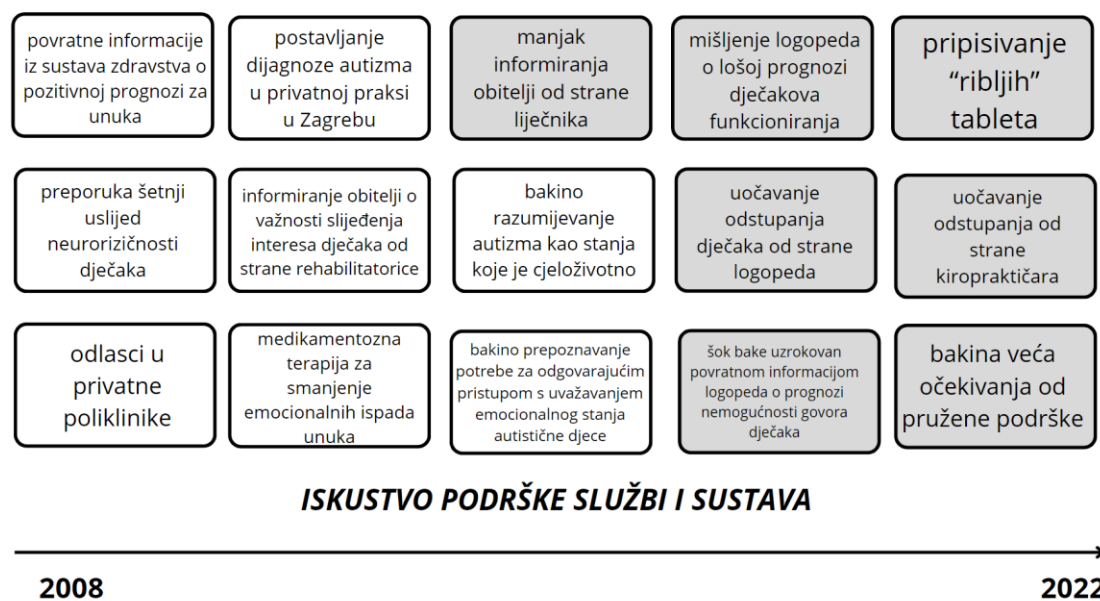 povratne informacije
iz sustava zdravstva o
pozitivnoj prognozi za
unuka
postavljanje
dijagnoze autizma
u privatnoj praksi
u Zagrebu
manjak
informiranja
obitelji od strane
liječnika
mišljenje logopeda
o lošoj prognozi
dječakova
funkcioniranja
pripisivanje
“ribljih”
tableta
preporuka šetnji
uslijed
neurorizičnosti
dječaka
informiranje obitelji o
važnosti slijeđenja
interesa dječaka od
strane rehabilitatorice
bakino
razumijevanje
autizma kao stanja
koje je cjeloživotno
uočavanje
odstupanja
dječaka od strane
logopeda
uočavanje
odstupanja od
strane
kiropraktičara
odlasci u
privatne
poliklinike
medikamentozna
terapija za
smanjenje
emocionalnih ispada
unuka
bakino prepoznavanje
potrebe za odgovarajućim
pristupom s uvažavanjem
emocionalnog stanja
autistične djece
šok bake uzrokovan
povratnom informacijom
logopeda o prognozi
nemogućnosti govora
dječaka
bakina veća
očekivanja od
pružene podrške
ISKUSTVO PODRŠKE SLUŽBI I SUSTAVA
2008
2022